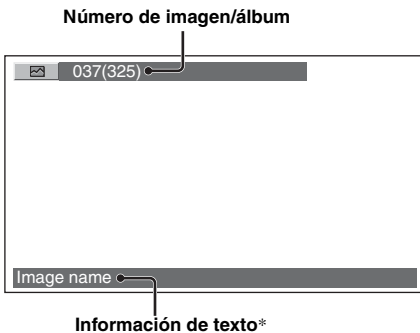 Número de imagen/álbum
037(325)
Image name
Información de texto*